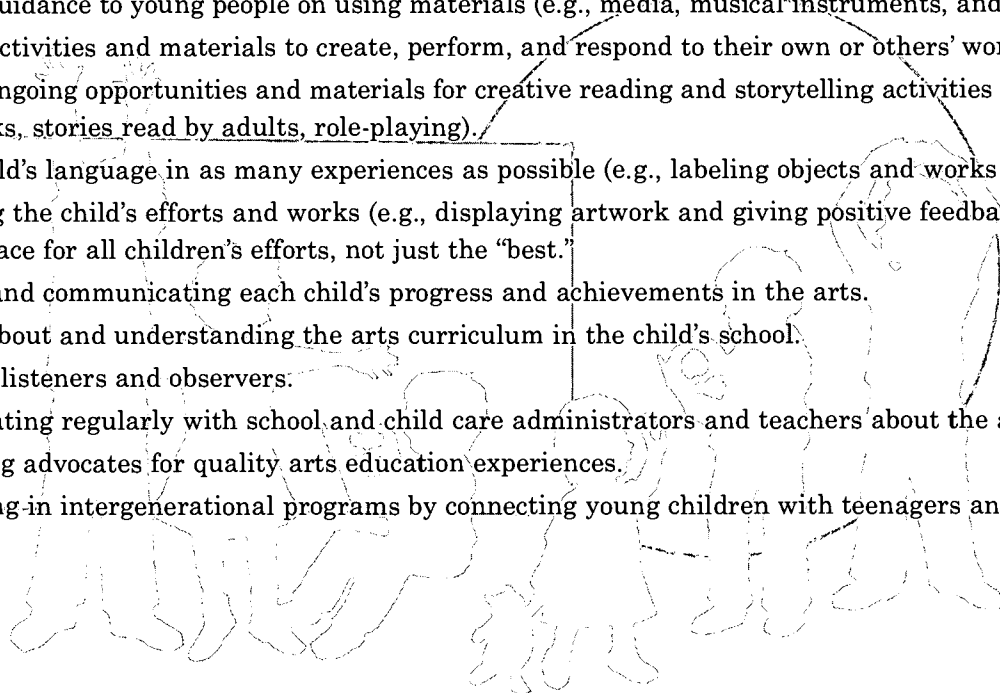 uidance to young people on using materials (e.g., media, musical instruments, and
ctivities and materials to create, perform, and respond to their own or others’ wor
ngoing opportunities and materials for creative reading and storytelling activities
ks, stories read by adults, role-playing).
ld’s language in as many experiences as possible (e.g., labeling objects and works
g the child’s efforts and works (e.g., displaying artwork and giving positive feedba
ace for all children’s efforts, not just the “best.”
nd communicating each child’s progress and achievements in the arts.
bout and understanding the arts curriculum in the child’s school.
listeners and observers.
ating regularly with school and child care administrators and teachers about the a
g advocates for quality arts education experiences.
ng in intergenerational programs by connecting young children with teenagers an